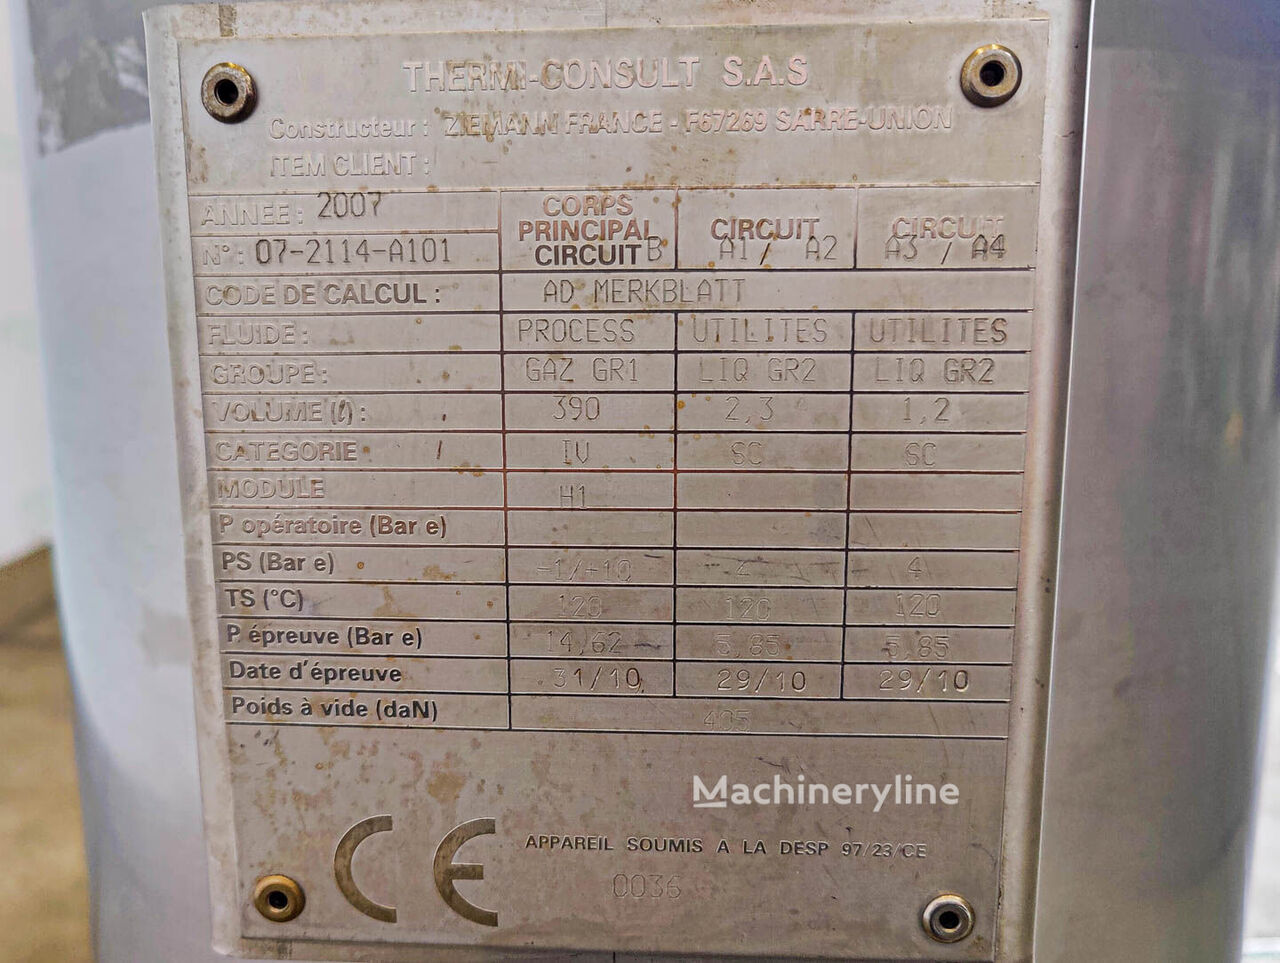 THERMI-CONSULT S.A.S
Constructeur : ZIEMANN FRANCE - F67269 SARRE-UNION
ITEM CLIENT :
ANNEE : 2007
N° : 07-2114-A101
CORPS PRINCIPAL CIRCUIT B
CIRCUIT A1 / A2
CIRCUIT A3 / A4
CODE DE CALCUL : AD MERKBLATT
FLUIDE : PROCESS UTILITES UTILITES
GROUPE : GAZ GR1 LIQ GR2 LIQ GR2
VOLUME (l) : 390 2,3 1,2
CATEGORIE IV SC SC
MODULE H1
P opératoire (Bar e)
PS (Bar e) -1/+10 4 4
TS (°C) 120 120 120
P. épreuve (Bar e) 14,62 5,85 5,85
Date d'épreuve 31/10 29/10 29/10
Poids à vide (daN) 405
Machineryline
CE APPAREIL SOUMIS A LA DESP 97/23/CE
0036